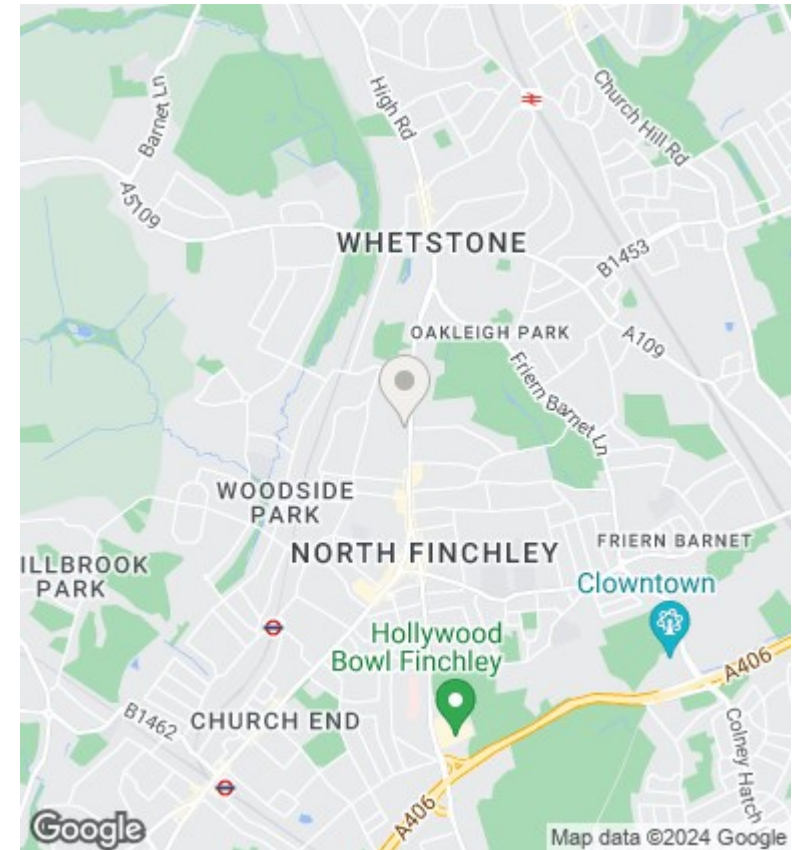 Barnet Ln
High Rd
Church Hill Rd
A5109
WHETSTONE
B1453
OAKLEIGH PARK
A109
Friern Barnet Ln
WOODSIDE
PARK
NORTH FINCHLEY
FRIERN BARNET
ILLBROOK
PARK
Clowntown
Hollywood
Bowl Finchley
A406
B1462
CHURCH END
Colney Hatch
A406
Google
Map data ©2024 Google